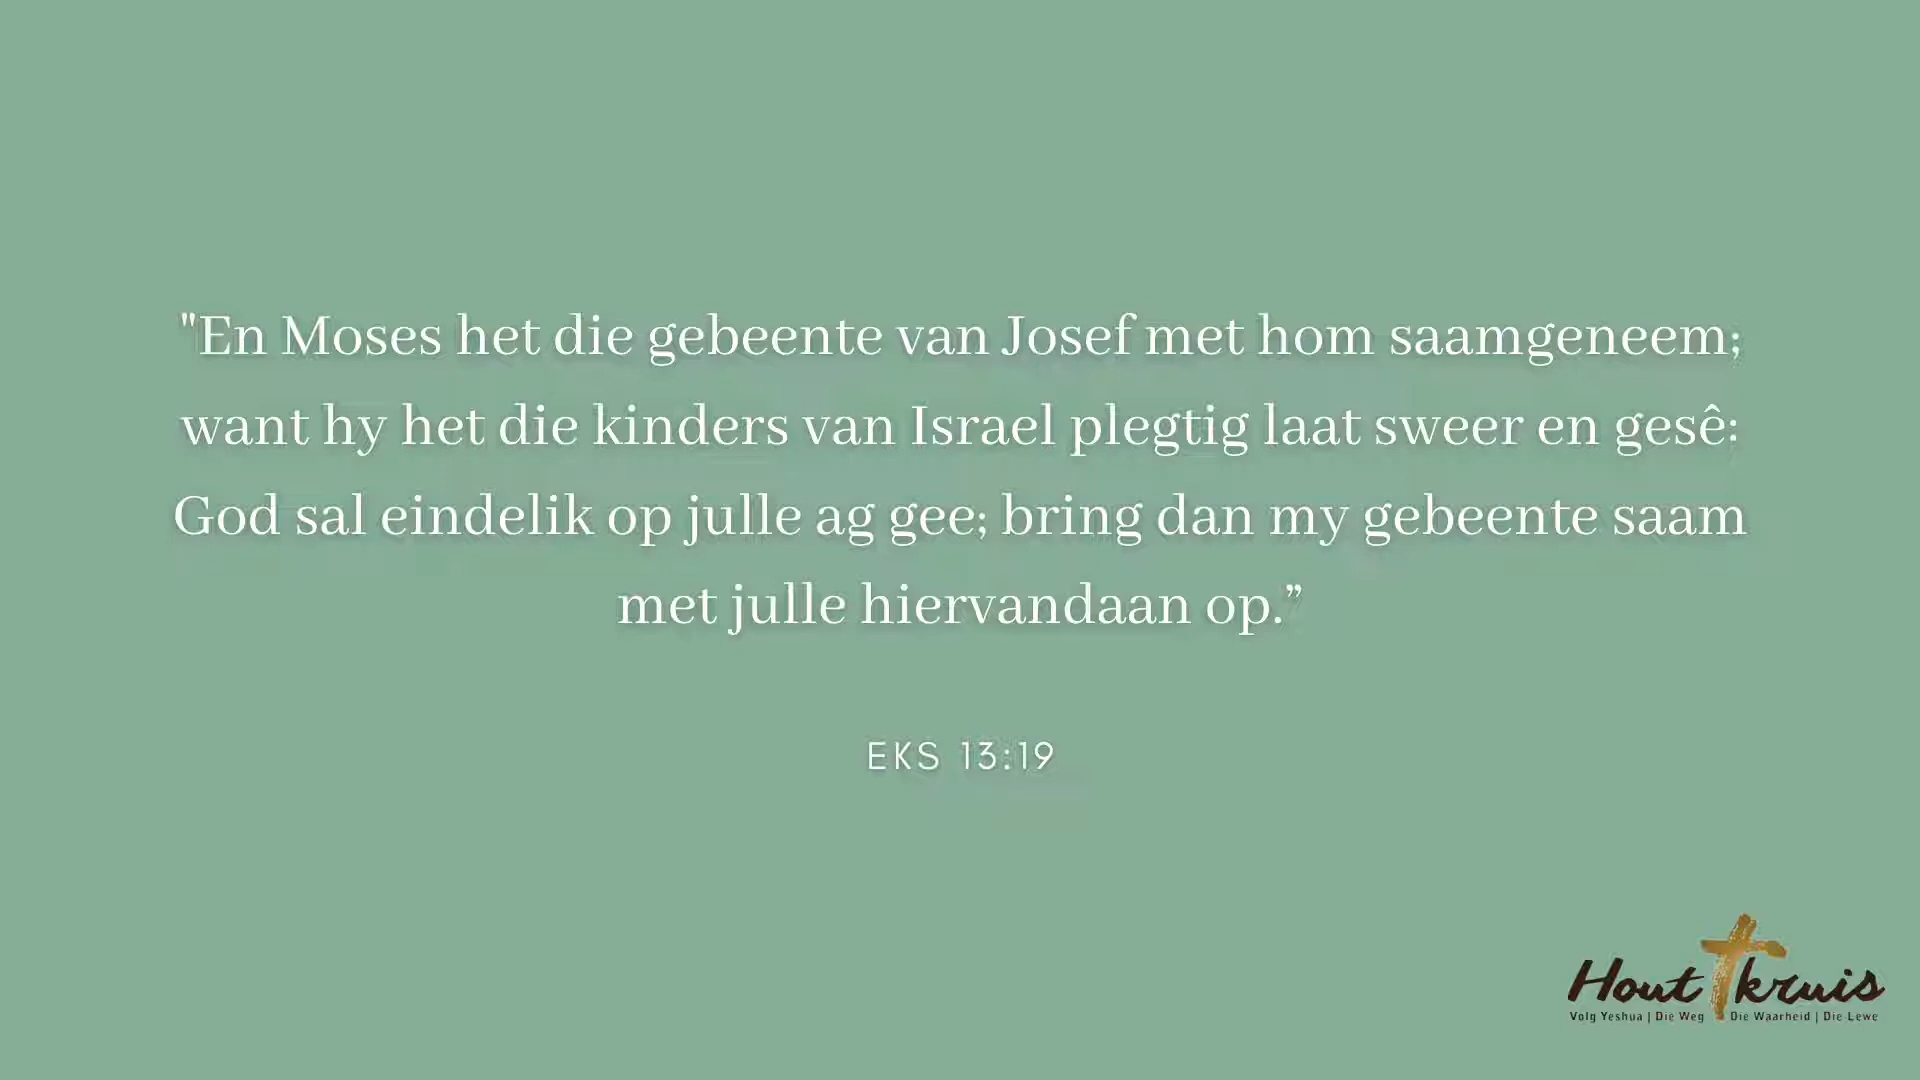 "En Moses het die gebeente van Josef met hom saamgeneem;
want hy het die kinders van Israel plegtig laat sweer en gesê:
God sal eindelik op julle ag gee; bring dan my gebeente saam
met julle hiervandaan op.”
EKS 13:19
Hout kruis
Volg Yeshua | Die Weg Die Waarheid | Die Lewe